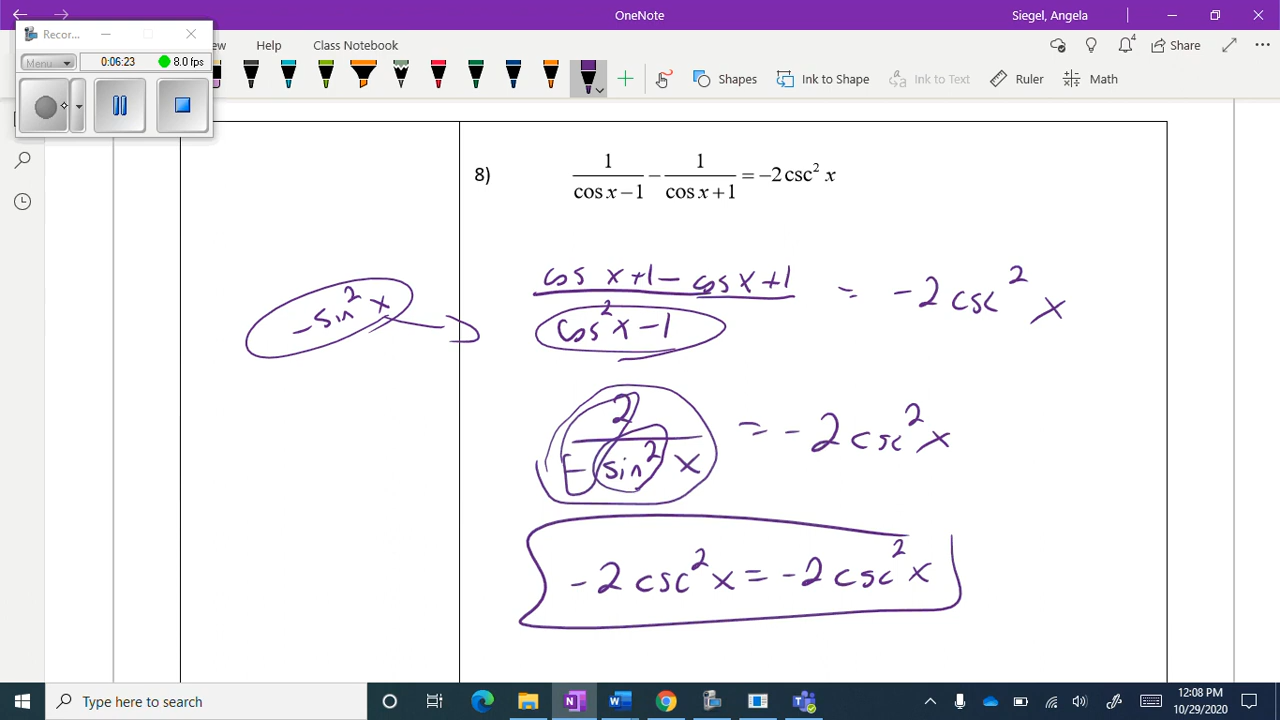 OneNote
Siegel, Angela
Recor...
ew Help Class Notebook
4
Share
Menu
0:06:23
8.0 fps
Shapes
Ink to Shape
Ink to Text
Ruler
Math
8) 1/(cos x − 1) − 1/(cos x + 1) = −2 csc² x
(cos x+1 − cos x+1)/(cos² x −1) = −2 csc² x
−sin² x
2/(−sin² x) = −2 csc² x
−2 csc² x = −2 csc² x
Type here to search
12:08 PM
10/29/2020